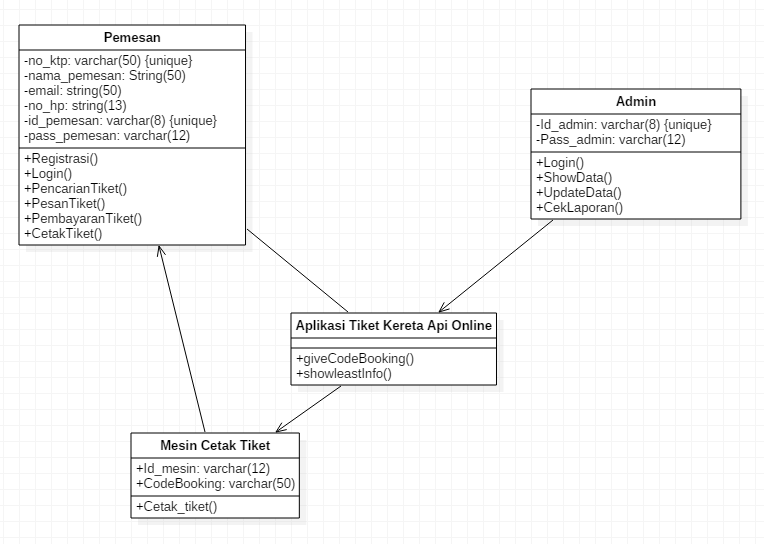 Pemesan
-no_ktp: varchar(50) {unique}
-nama_pemesan: String(50)
-email: string(50)
-no_hp: string(13)
-id_pemesan: varchar(8) {unique}
-pass_pemesan: varchar(12)
+Registrasi()
+Login()
+PencarianTiket()
+PesanTiket()
+PembayaranTiket()
+CetakTiket()
Admin
-Id_admin: varchar(8) {unique}
-Pass_admin: varchar(12)
+Login()
+ShowData()
+UpdateData()
+CekLaporan()
Aplikasi Tiket Kereta Api Online
+giveCodeBooking()
+showleastInfo()
Mesin Cetak Tiket
+Id_mesin: varchar(12)
+CodeBooking: varchar(50)
+Cetak_tiket()